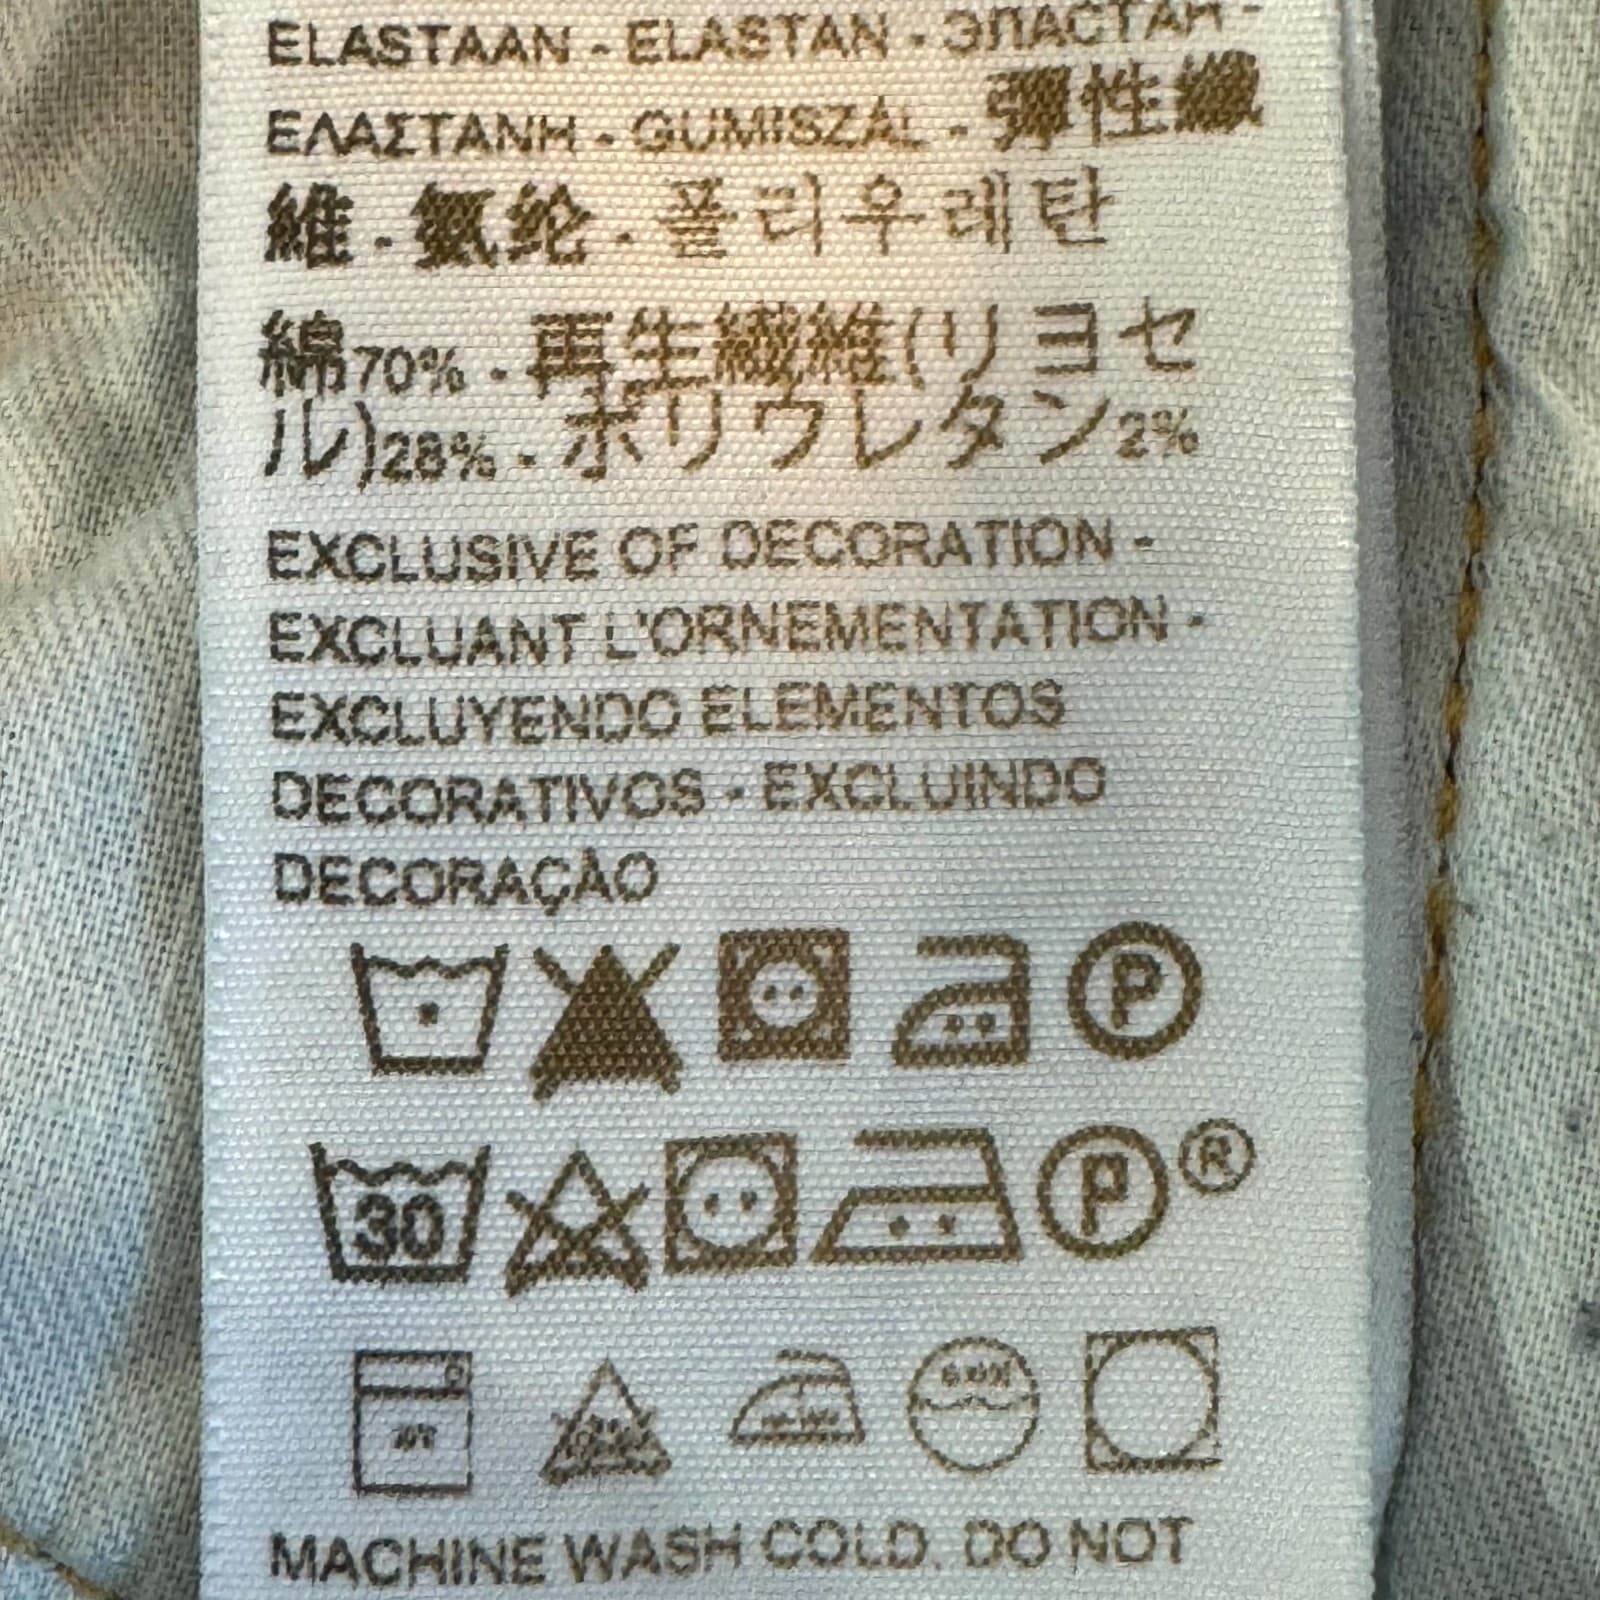 ELASTAAN - ELASTAN - ЭЛАСТАН -
ΕΛΑΣΤΑΝΗ - GUMISZÁL - 彈性纖
維 - 氨纶 - 폴리우레탄
綿70% - 再生繊維(リヨセ
ル)28% - ポリウレタン2%
EXCLUSIVE OF DECORATION -
EXCLUANT L'ORNEMENTATION -
EXCLUYENDO ELEMENTOS
DECORATIVOS - EXCLUINDO
DECORAÇÃO
P
30 P ®
MACHINE WASH COLD. DO NOT